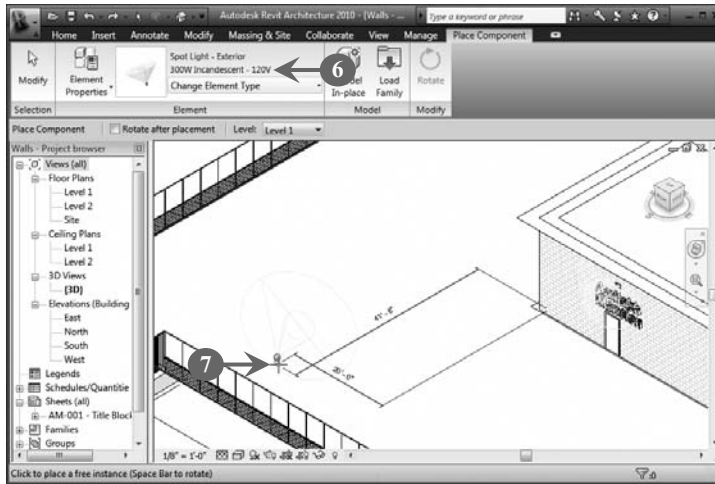 Autodesk Revit Architecture 2010 - [Walls - ...
Type a keyword or phrase
Home Insert Annotate Modify Massing & Site Collaborate View Manage Place Component
Modify
Element Properties
Spot Light - Exterior
300W Incandescent - 120V
Change Element Type
6
In-place
Load Family
Rotate
Selection Element Model Modify
Place Component Rotate after placement Level: Level 1
Walls - Project browser
Views (all)
Floor Plans
Level 1
Level 2
Site
Ceiling Plans
Level 1
Level 2
3D Views
{3D}
Elevations (Building
East
North
South
West
Legends
Schedules/Quantitie
Sheets (all)
AM-001 - Title Block
Families
Groups
7
20' - 0"
1/8" = 1'-0"
Click to place a free instance (Space Bar to rotate)
:0